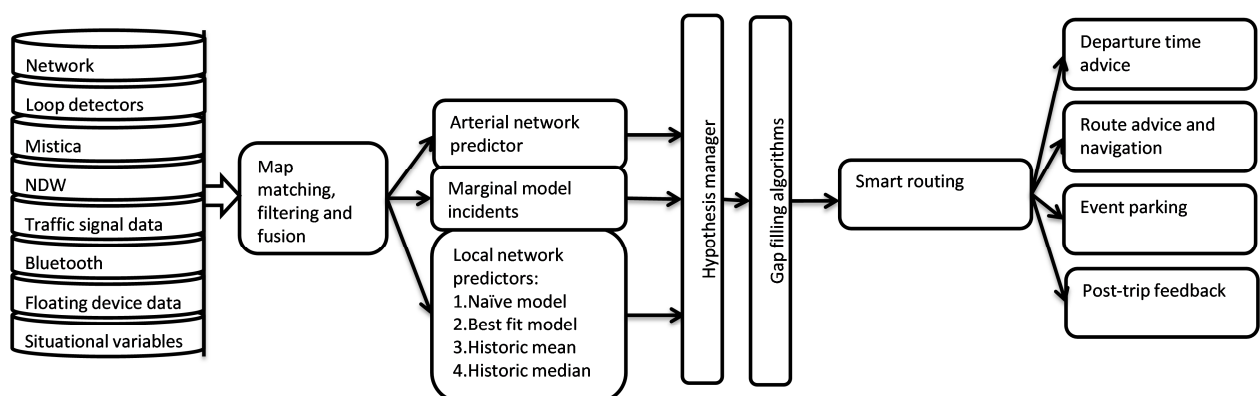 Network
Loop detectors
Mistica
NDW
Traffic signal data
Bluetooth
Floating device data
Situational variables
Map
matching,
filtering and
fusion
Arterial network
predictor
Marginal model
incidents
Local network
predictors:
1.Naïve model
2.Best fit model
3.Historic mean
4.Historic median
Hypothesis manager
Gap filling algorithms
Smart routing
Departure time
advice
Route advice and
navigation
Event parking
Post-trip feedback